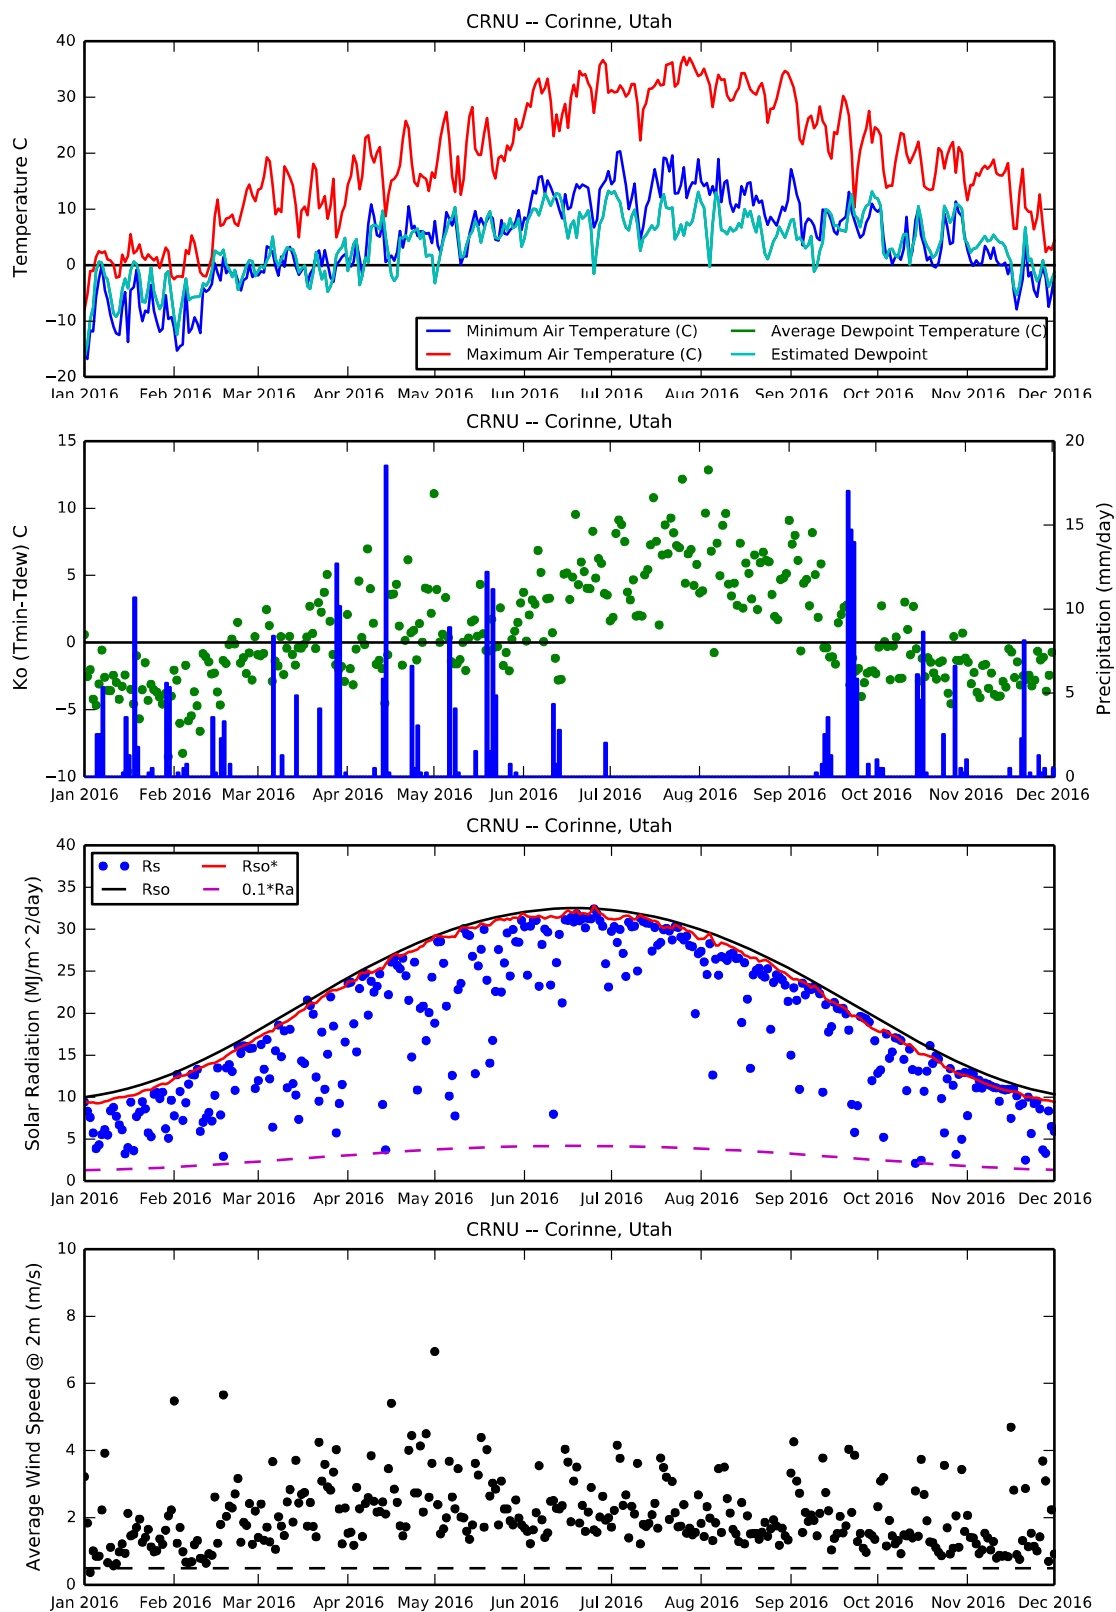 CRNU -- Corinne, Utah
40
30
20
10
0
−10
−20
Temperature C
Minimum Air Temperature (C)
Average Dewpoint Temperature (C)
Maximum Air Temperature (C)
Estimated Dewpoint
Jan 2016 Feb 2016 Mar 2016 Apr 2016 May 2016 Jun 2016 Jul 2016 Aug 2016 Sep 2016 Oct 2016 Nov 2016 Dec 2016
CRNU -- Corinne, Utah
15
10
5
0
−5
−10
Ko (Tmin-Tdew) C
20
15
10
5
0
Precipitation (mm/day)
Jan 2016 Feb 2016 Mar 2016 Apr 2016 May 2016 Jun 2016 Jul 2016 Aug 2016 Sep 2016 Oct 2016 Nov 2016 Dec 2016
CRNU -- Corinne, Utah
40
35
30
25
20
15
10
5
0
Solar Radiation (MJ/m^2/day)
Rs
Rso*
Rso
0.1*Ra
Jan 2016 Feb 2016 Mar 2016 Apr 2016 May 2016 Jun 2016 Jul 2016 Aug 2016 Sep 2016 Oct 2016 Nov 2016 Dec 2016
CRNU -- Corinne, Utah
10
8
6
4
2
0
Average Wind Speed @ 2m (m/s)
Jan 2016 Feb 2016 Mar 2016 Apr 2016 May 2016 Jun 2016 Jul 2016 Aug 2016 Sep 2016 Oct 2016 Nov 2016 Dec 2016